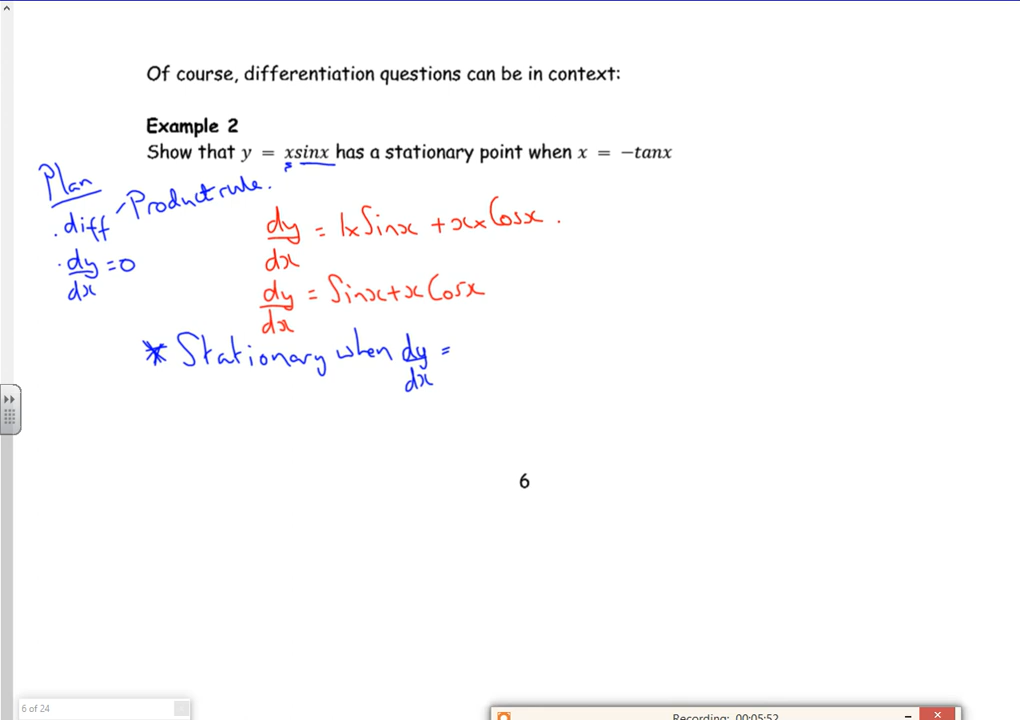 Of course, differentiation questions can be in context:
Example 2
Show that y = xsinx has a stationary point when x = −tanx
Plan
. diff - Product rule.
. dy/dx = 0
dy/dx = 1 x Sinx + x x Cosx .
dy/dx = Sinx + x Cosx
* Stationary when dy/dx =
6
6 of 24
Recording: 00:05:52